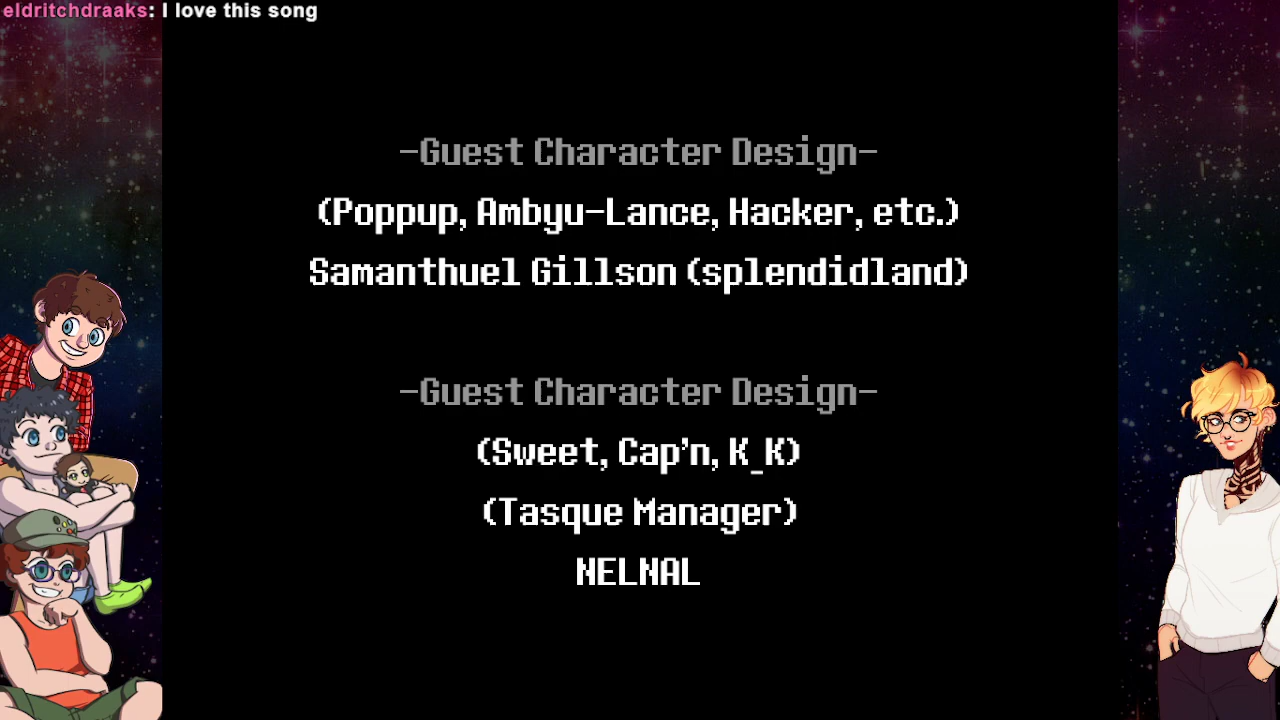 eldritchdraaks: I love this song
-Guest Character Design-
(Poppup, Ambyu-Lance, Hacker, etc.)
Samanthuel Gillson (splendidland)
-Guest Character Design-
(Sweet, Cap'n, K_K)
(Tasque Manager)
NELNAL